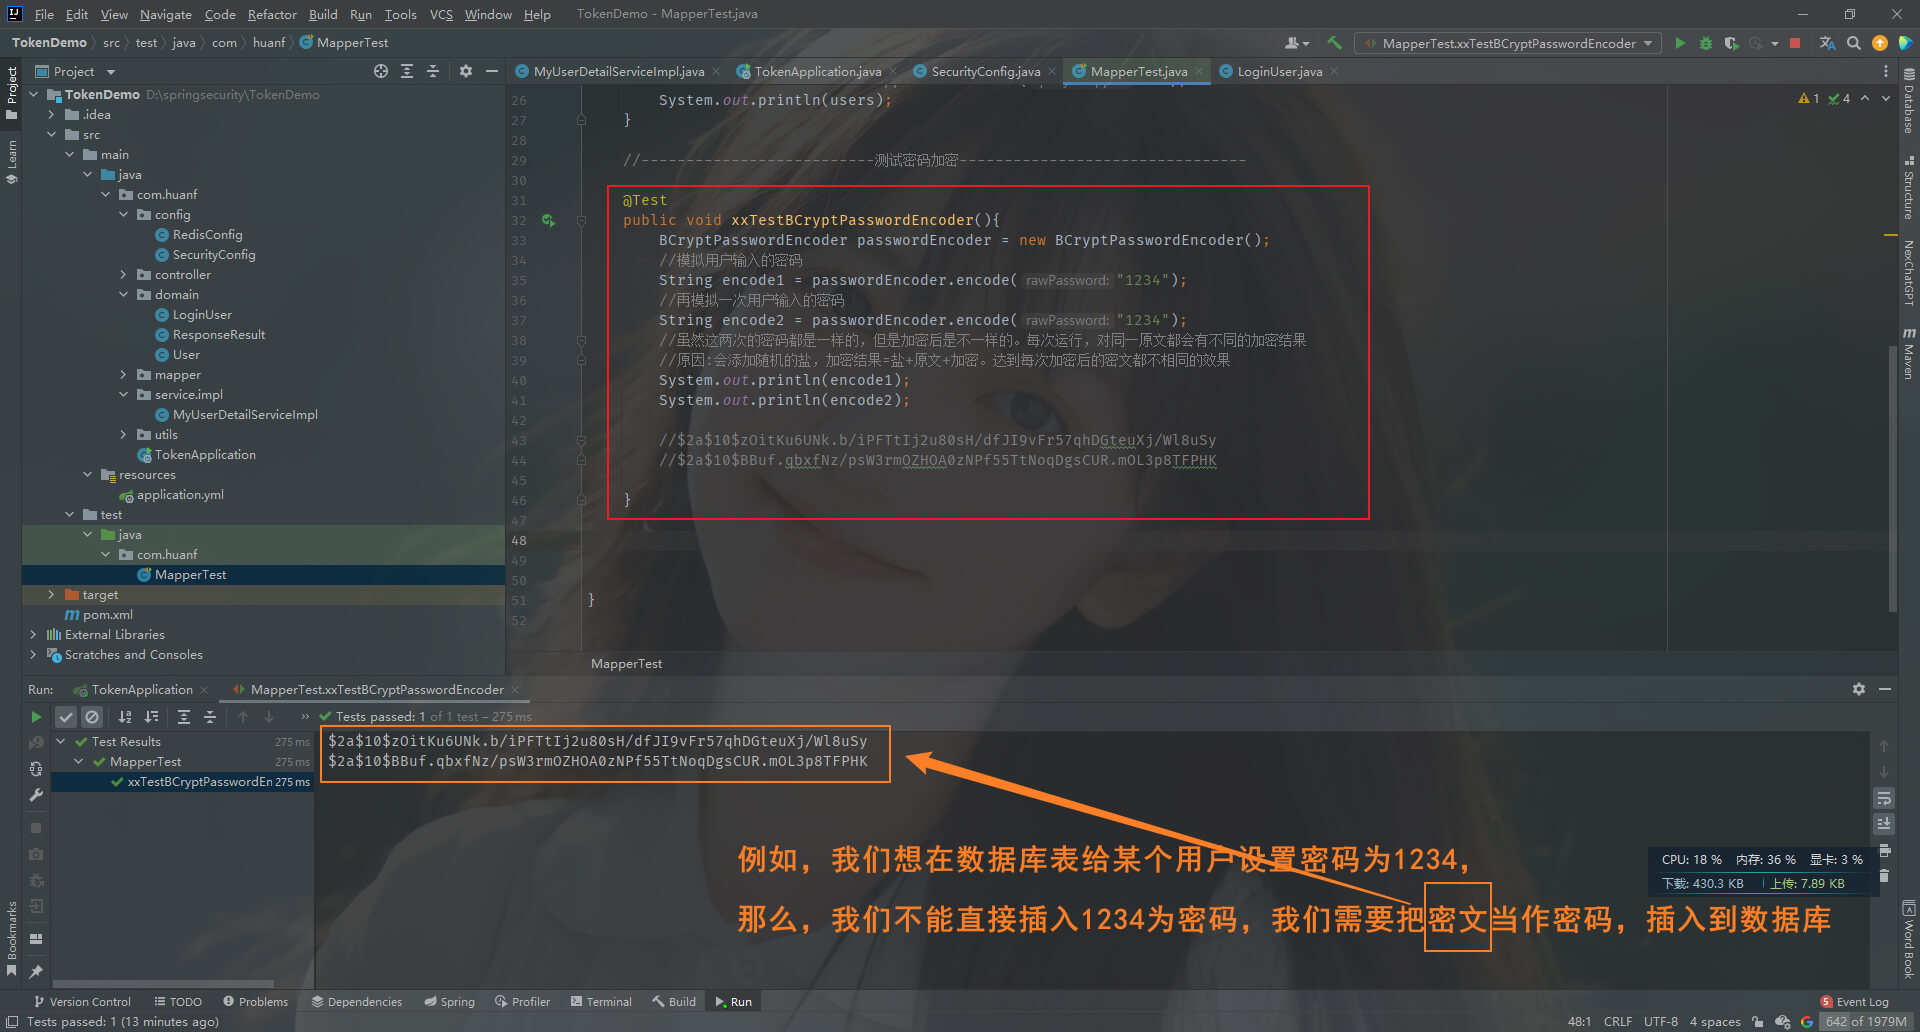 File Edit View Navigate Code Refactor Build Run Tools VCS Window Help TokenDemo - MapperTest.java
TokenDemo src test java com huanf MapperTest MapperTest.xxTestBCryptPasswordEncoder
Project
MyUserDetailServiceImpl.java TokenApplication.java SecurityConfig.java MapperTest.java LoginUser.java
Project
Learn
Bookmarks
TokenDemo D:\springsecurity\TokenDemo
.idea
src
main
java
com.huanf
config
RedisConfig
SecurityConfig
controller
domain
LoginUser
ResponseResult
User
mapper
service.impl
MyUserDetailServiceImpl
utils
TokenApplication
resources
application.yml
test
java
com.huanf
MapperTest
target
pom.xml
External Libraries
Scratches and Consoles
1 4
26 System.out.println(users);
27 }
28
29 //--------------------------测试密码加密--------------------------------
30
31 @Test
32 public void xxTestBCryptPasswordEncoder(){
33 BCryptPasswordEncoder passwordEncoder = new BCryptPasswordEncoder();
34 //模拟用户输入的密码
35 String encode1 = passwordEncoder.encode( rawPassword: "1234");
36 //再模拟一次用户输入的密码
37 String encode2 = passwordEncoder.encode( rawPassword: "1234");
38 //虽然这两次的密码都是一样的，但是加密后是不一样的。每次运行，对同一原文都会有不同的加密结果
39 //原因:会添加随机的盐，加密结果=盐+原文+加密。达到每次加密后的密文都不相同的效果
40 System.out.println(encode1);
41 System.out.println(encode2);
42
43 //$2a$10$zOitKu6UNk.b/iPFTtIj2u80sH/dfJI9vFr57qhDGteuXj/Wl8uSy
44 //$2a$10$BBuf.qbxfNz/psW3rmOZHOA0zNPf55TtNoqDgsCUR.mOL3p8TFPHK
45
46 }
47
48
49
50
51 }
52
MapperTest
Database
Structure
NexChatGPT
Maven
Word Book
Run: TokenApplication MapperTest.xxTestBCryptPasswordEncoder
Tests passed: 1 of 1 test – 275 ms
Test Results 275 ms
MapperTest 275 ms
xxTestBCryptPasswordEn 275 ms
$2a$10$zOitKu6UNk.b/iPFTtIj2u80sH/dfJI9vFr57qhDGteuXj/Wl8uSy
$2a$10$BBuf.qbxfNz/psW3rmOZHOA0zNPf55TtNoqDgsCUR.mOL3p8TFPHK
例如，我们想在数据库表给某个用户设置密码为1234，
那么，我们不能直接插入1234为密码，我们需要把密文当作密码，插入到数据库
CPU: 18 % 内存: 36 % 显卡: 3 %
下载: 430.3 KB 上传: 7.89 KB
Version Control TODO Problems Dependencies Spring Profiler Terminal Build Run 5 Event Log
Tests passed: 1 (13 minutes ago) 48:1 CRLF UTF-8 4 spaces 642 of 1979M